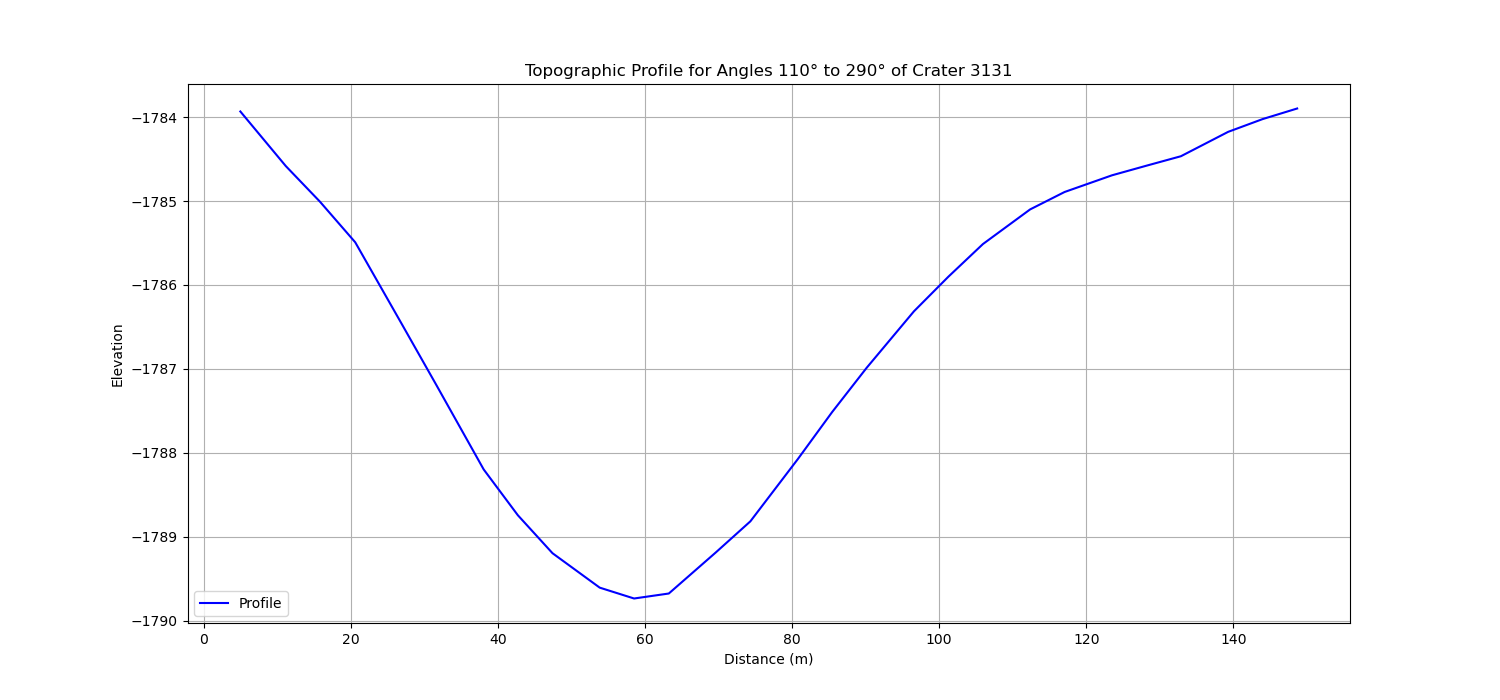 Topographic Profile for Angles 110° to 290° of Crater 3131
−1784
−1785
−1786
−1787
−1788
−1789
−1790
Elevation
Profile
0 20 40 60 80 100 120 140
Distance (m)